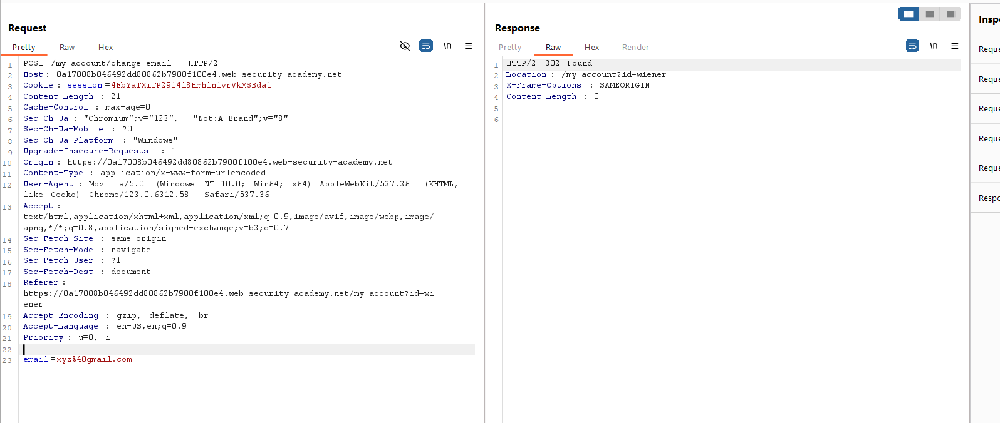 Request
Pretty Raw Hex \n
1 POST /my-account/change-email HTTP/2
2 Host: 0a17008b046492dd80862b7900f100e4.web-security-academy.net
3 Cookie: session=4EbYaTXiTP2914l8Hmhln1vrVkMSBda1
4 Content-Length : 21
5 Cache-Control : max-age=0
6 Sec-Ch-Ua : "Chromium";v="123", "Not:A-Brand";v="8"
7 Sec-Ch-Ua-Mobile : ?0
8 Sec-Ch-Ua-Platform : "Windows"
9 Upgrade-Insecure-Requests : 1
10 Origin : https://0a17008b046492dd80862b7900f100e4.web-security-academy.net
11 Content-Type : application/x-www-form-urlencoded
12 User-Agent : Mozilla/5.0 (Windows NT 10.0; Win64; x64) AppleWebKit/537.36 (KHTML,
like Gecko) Chrome/123.0.6312.58 Safari/537.36
13 Accept :
text/html,application/xhtml+xml,application/xml;q=0.9,image/avif,image/webp,image/
apng,*/*;q=0.8,application/signed-exchange;v=b3;q=0.7
14 Sec-Fetch-Site : same-origin
15 Sec-Fetch-Mode : navigate
16 Sec-Fetch-User : ?1
17 Sec-Fetch-Dest : document
18 Referer :
https://0a17008b046492dd80862b7900f100e4.web-security-academy.net/my-account?id=wi
ener
19 Accept-Encoding : gzip, deflate, br
20 Accept-Language : en-US,en;q=0.9
21 Priority : u=0, i
22
23 email=xyz%40gmail.com
Response
Pretty Raw Hex Render \n
1 HTTP/2 302 Found
2 Location : /my-account?id=wiener
3 X-Frame-Options : SAMEORIGIN
4 Content-Length : 0
5
6
Inspe
Reque
Reque
Reque
Reque
Reque
Respo